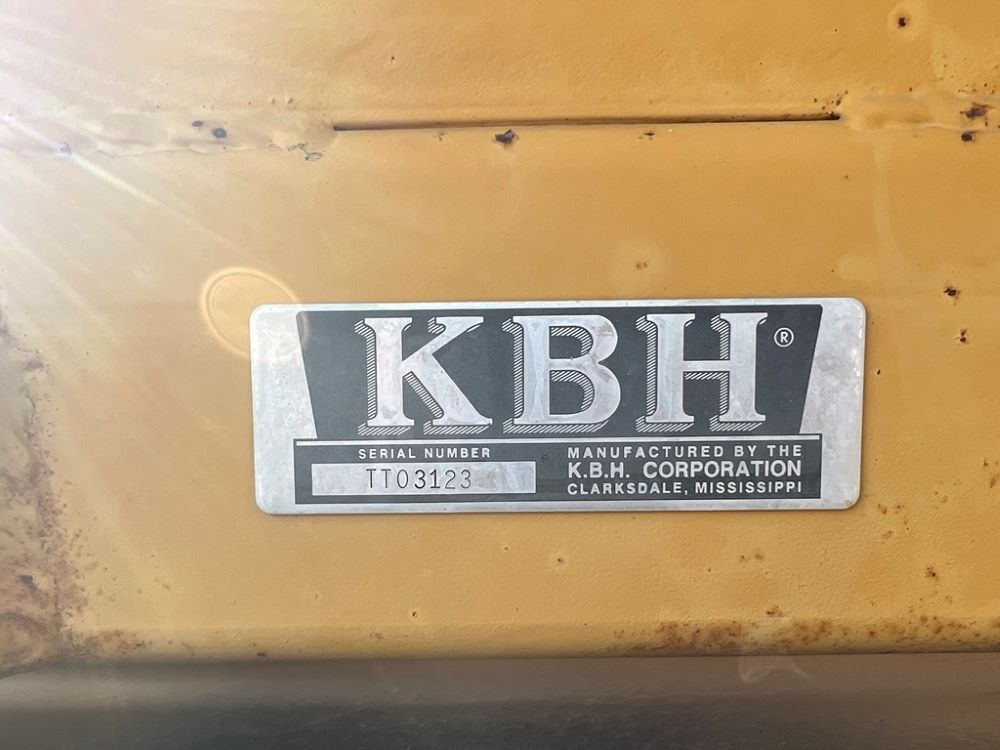 KBH®
SERIAL NUMBER
TT03123
MANUFACTURED BY THE
K.B.H. CORPORATION
CLARKSDALE, MISSISSIPPI